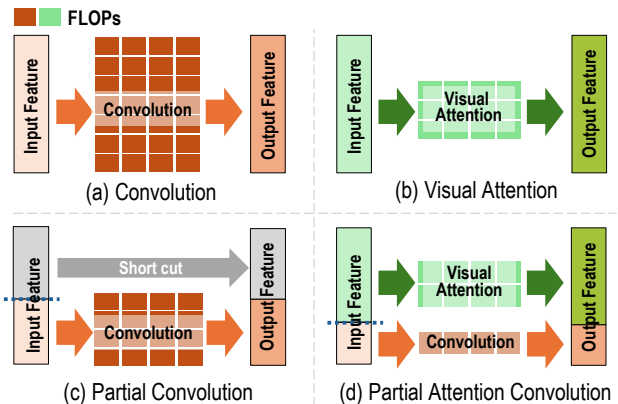 FLOPs
Input Feature
Convolution
Output Feature
(a) Convolution
Input Feature
Visual
Attention
Output Feature
(b) Visual Attention
Input Feature
Short cut
Convolution
Output Feature
(c) Partial Convolution
Input Feature
Visual
Attention
Convolution
Output Feature
(d) Partial Attention Convolution